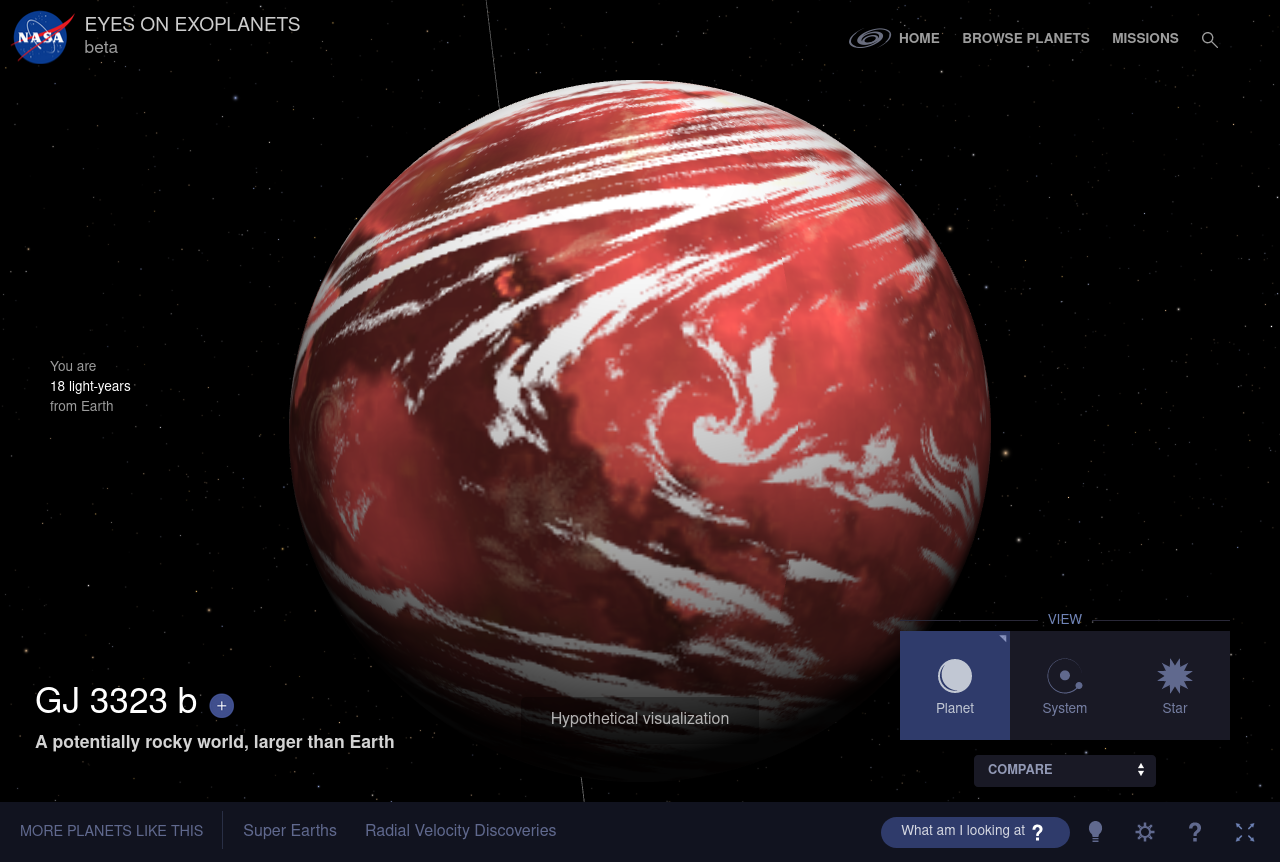 NASA
EYES ON EXOPLANETS
beta
HOME
BROWSE PLANETS
MISSIONS
You are
18 light-years
from Earth
GJ 3323 b +
A potentially rocky world, larger than Earth
Hypothetical visualization
VIEW
Planet
System
Star
COMPARE
MORE PLANETS LIKE THIS
Super Earths
Radial Velocity Discoveries
What am I looking at ?
?